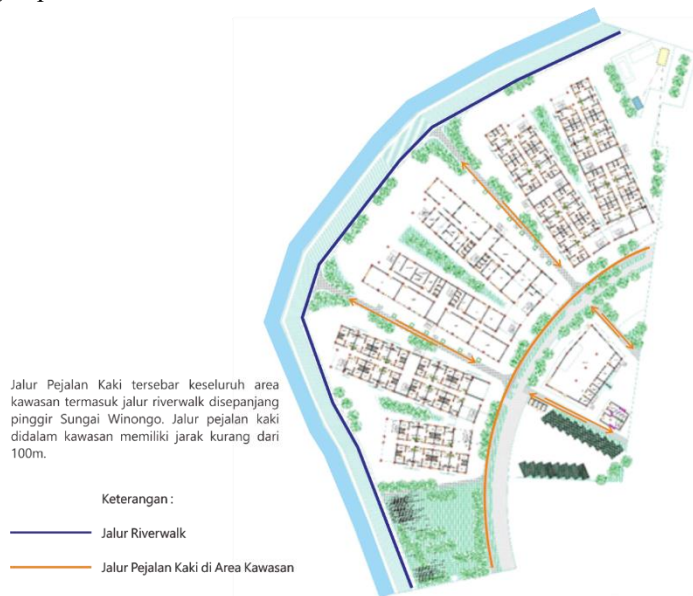 Jalur Pejalan Kaki tersebar keseluruh area
kawasan termasuk jalur riverwalk disepanjang
pinggir Sungai Winongo. Jalur pejalan kaki
didalam kawasan memiliki jarak kurang dari
100m.
Keterangan :
Jalur Riverwalk
Jalur Pejalan Kaki di Area Kawasan